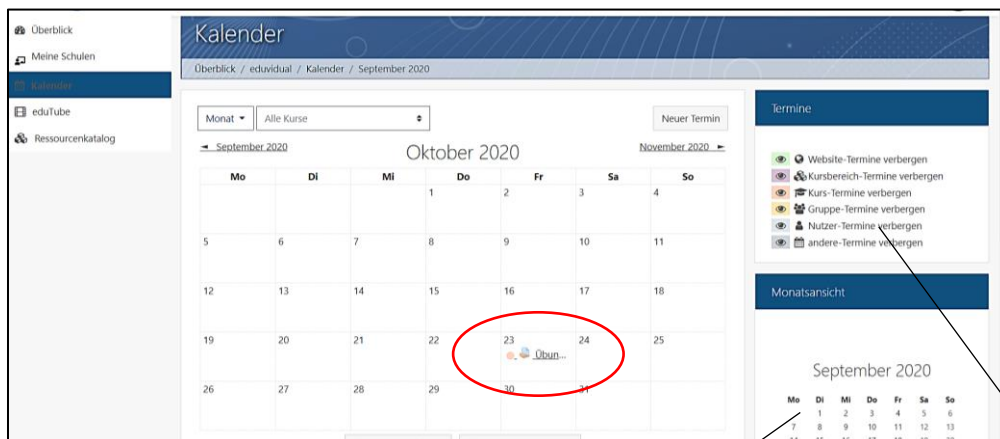 Überblick
Meine Schulen
Kalender
eduTube
Ressourcenkatalog
Kalender
Überblick / eduvidual / Kalender / September 2020
Monat Alle Kurse Neuer Termin
◄ September 2020 Oktober 2020 November 2020 ►
Mo Di Mi Do Fr Sa So
1 2 3 4
5 6 7 8 9 10 11
12 13 14 15 16 17 18
19 20 21 22 23 24 25
Übun...
26 27 28 29 30 31
Termine
Website-Termine verbergen
Kursbereich-Termine verbergen
Kurs-Termine verbergen
Gruppe-Termine verbergen
Nutzer-Termine verbergen
andere-Termine verbergen
Monatsansicht
September 2020
Mo Di Mi Do Fr Sa So
1 2 3 4 5 6
7 8 9 10 11 12 13